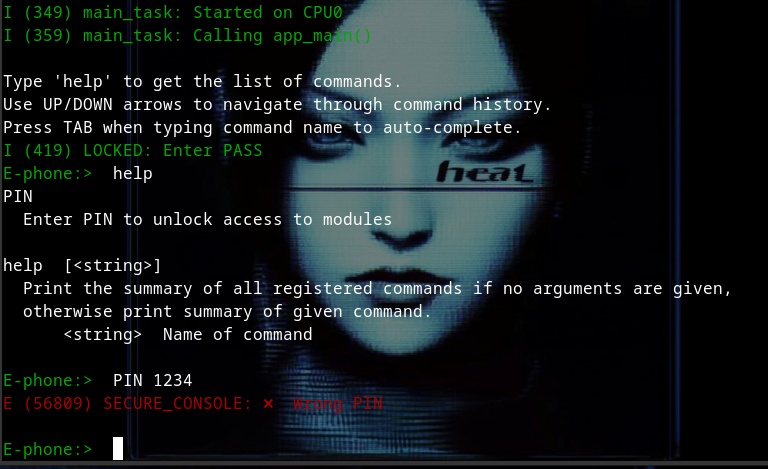 I (349) main_task: Started on CPU0
I (359) main_task: Calling app_main()
Type 'help' to get the list of commands.
Use UP/DOWN arrows to navigate through command history.
Press TAB when typing command name to auto-complete.
I (419) LOCKED: Enter PASS
E-phone:>  help
PIN
  Enter PIN to unlock access to modules
help  [<string>]
  Print the summary of all registered commands if no arguments are given,
  otherwise print summary of given command.
      <string>  Name of command
E-phone:>  PIN 1234
E (56809) SECURE_CONSOLE: ❌  Wrong PIN
E-phone:>
heat